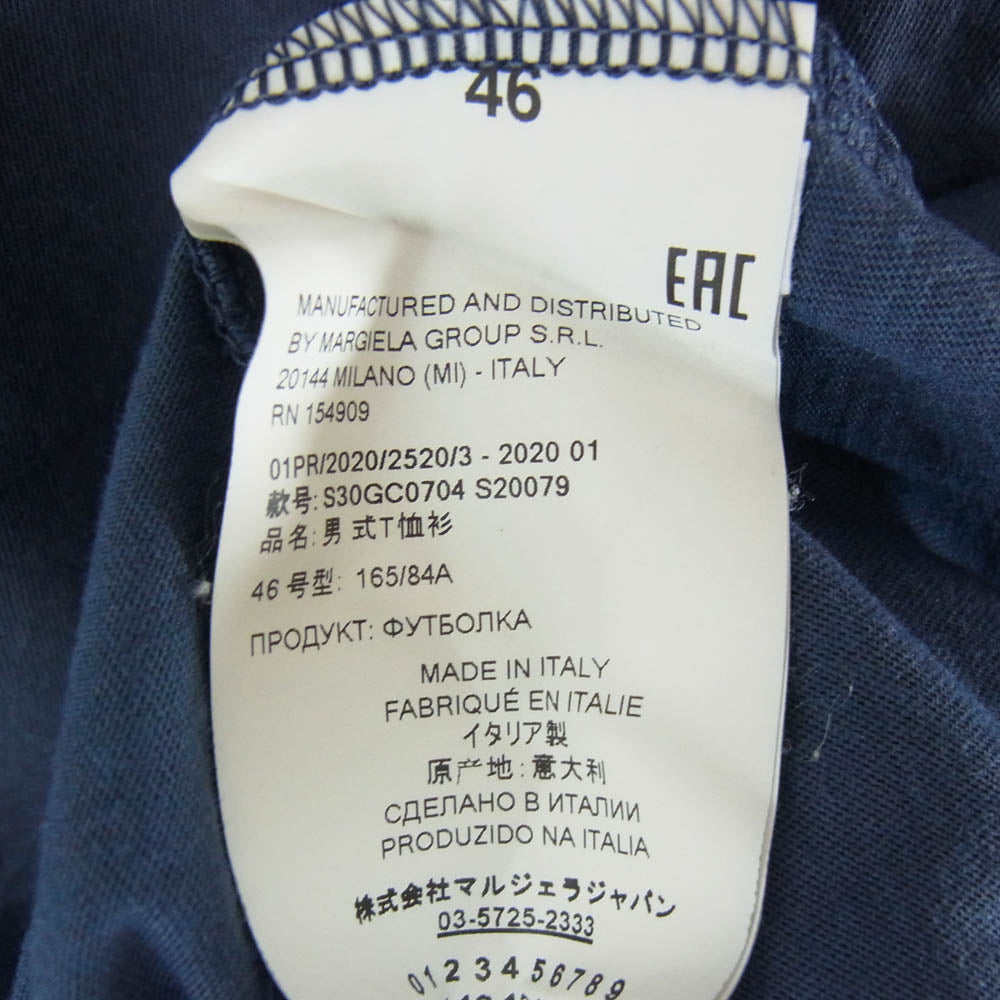 46
EAC
MANUFACTURED AND DISTRIBUTED
BY MARGIELA GROUP S.R.L.
20144 MILANO (MI) - ITALY
RN 154909
01PR/2020/2520/3 - 2020 01
款号: S30GC0704 S20079
品名: 男式T恤衫
46 号型: 165/84A
ПРОДУКТ: ФУТБОЛКА
MADE IN ITALY
FABRIQUÉ EN ITALIE
イタリア製
原产地: 意大利
СДЕЛАНО В ИТАЛИИ
PRODUZIDO NA ITALIA
株式会社マルジェラジャパン
03-5725-2333
0 1 2 3 4 5 6 7 8 9